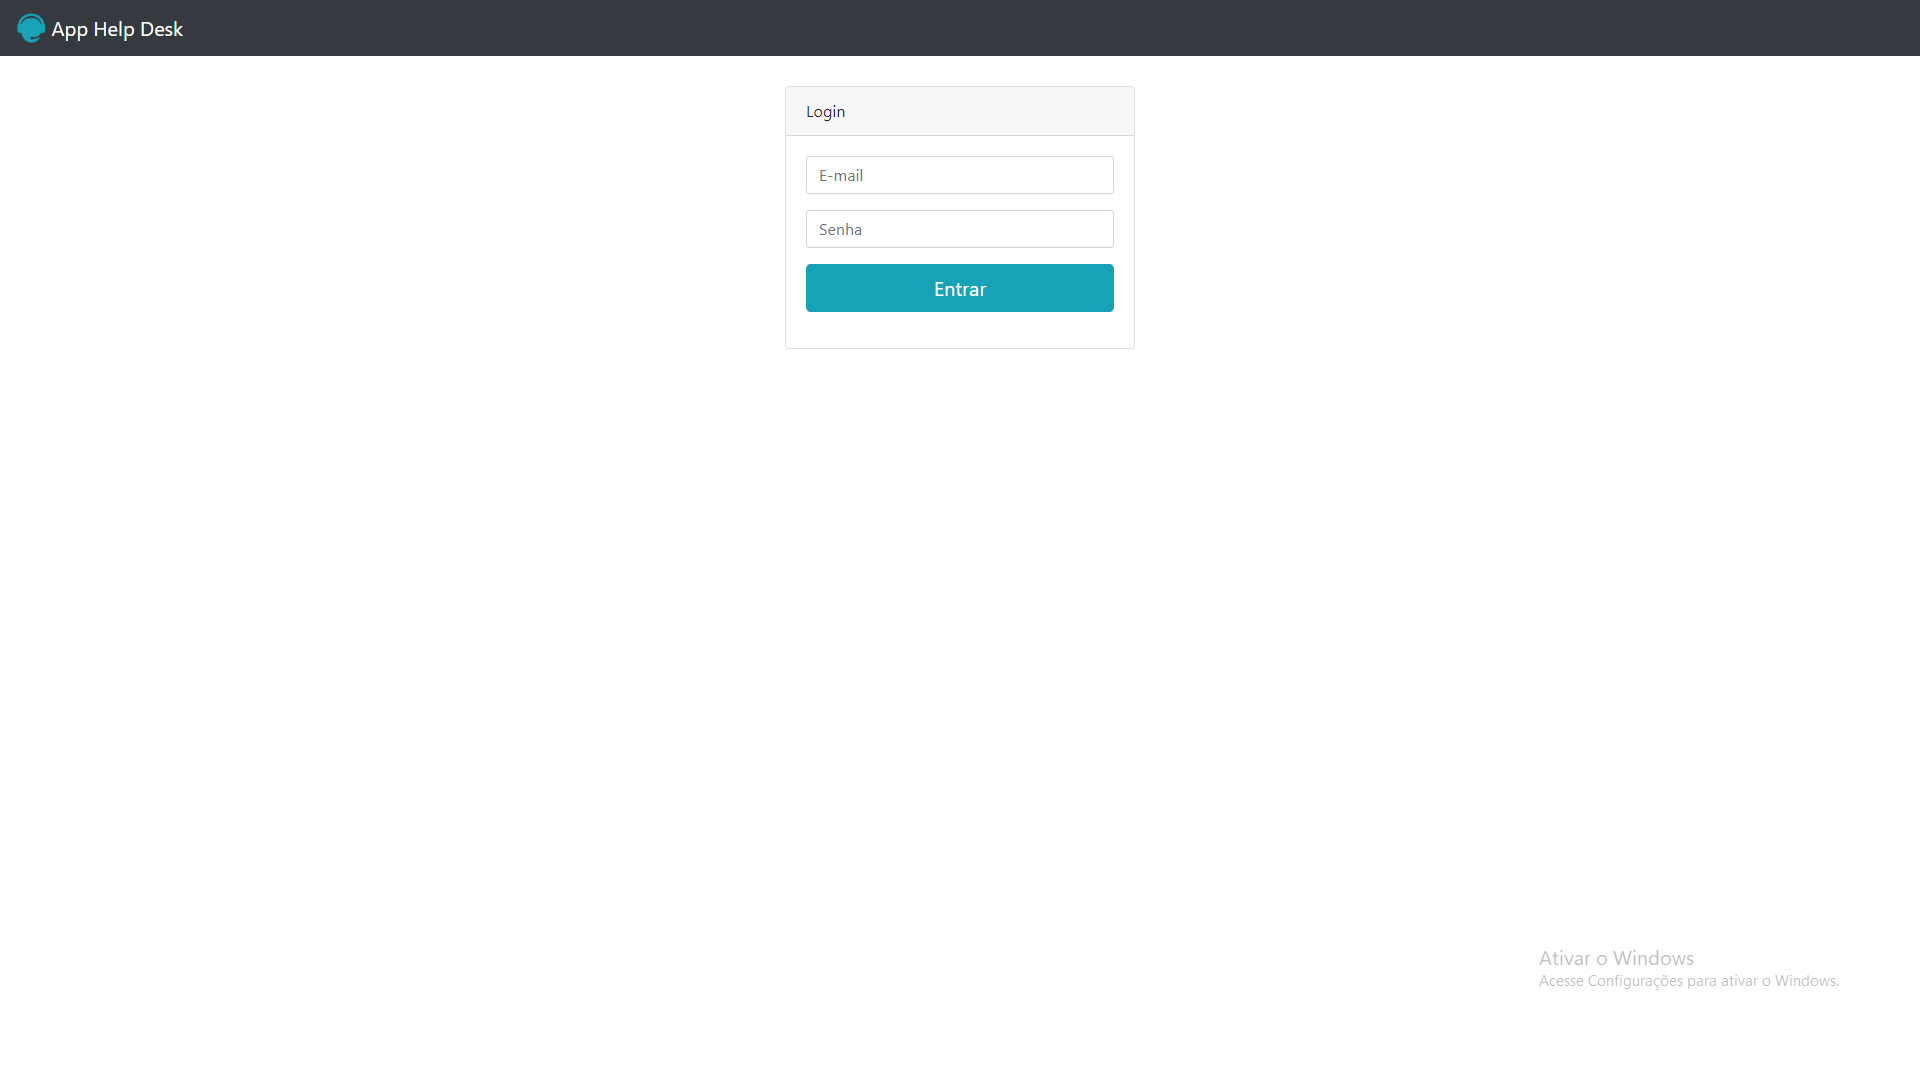 App Help Desk
Login
E-mail
Senha
Entrar
Ativar o Windows
Acesse Configurações para ativar o Windows.